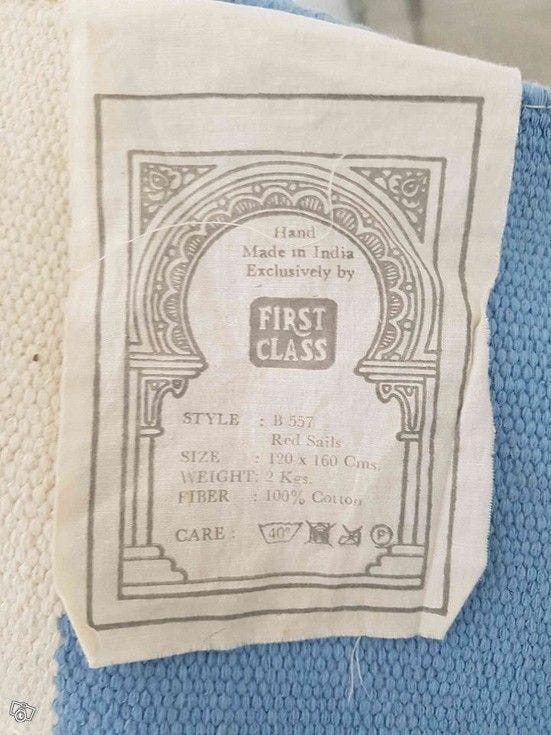 Hand
Made in India
Exclusively by
FIRST
CLASS
STYLE : B 557
Red Sails
SIZE : 120 x 160 Cms.
WEIGHT: 2 Kgs.
FIBER : 100% Cotton
CARE : 40° P